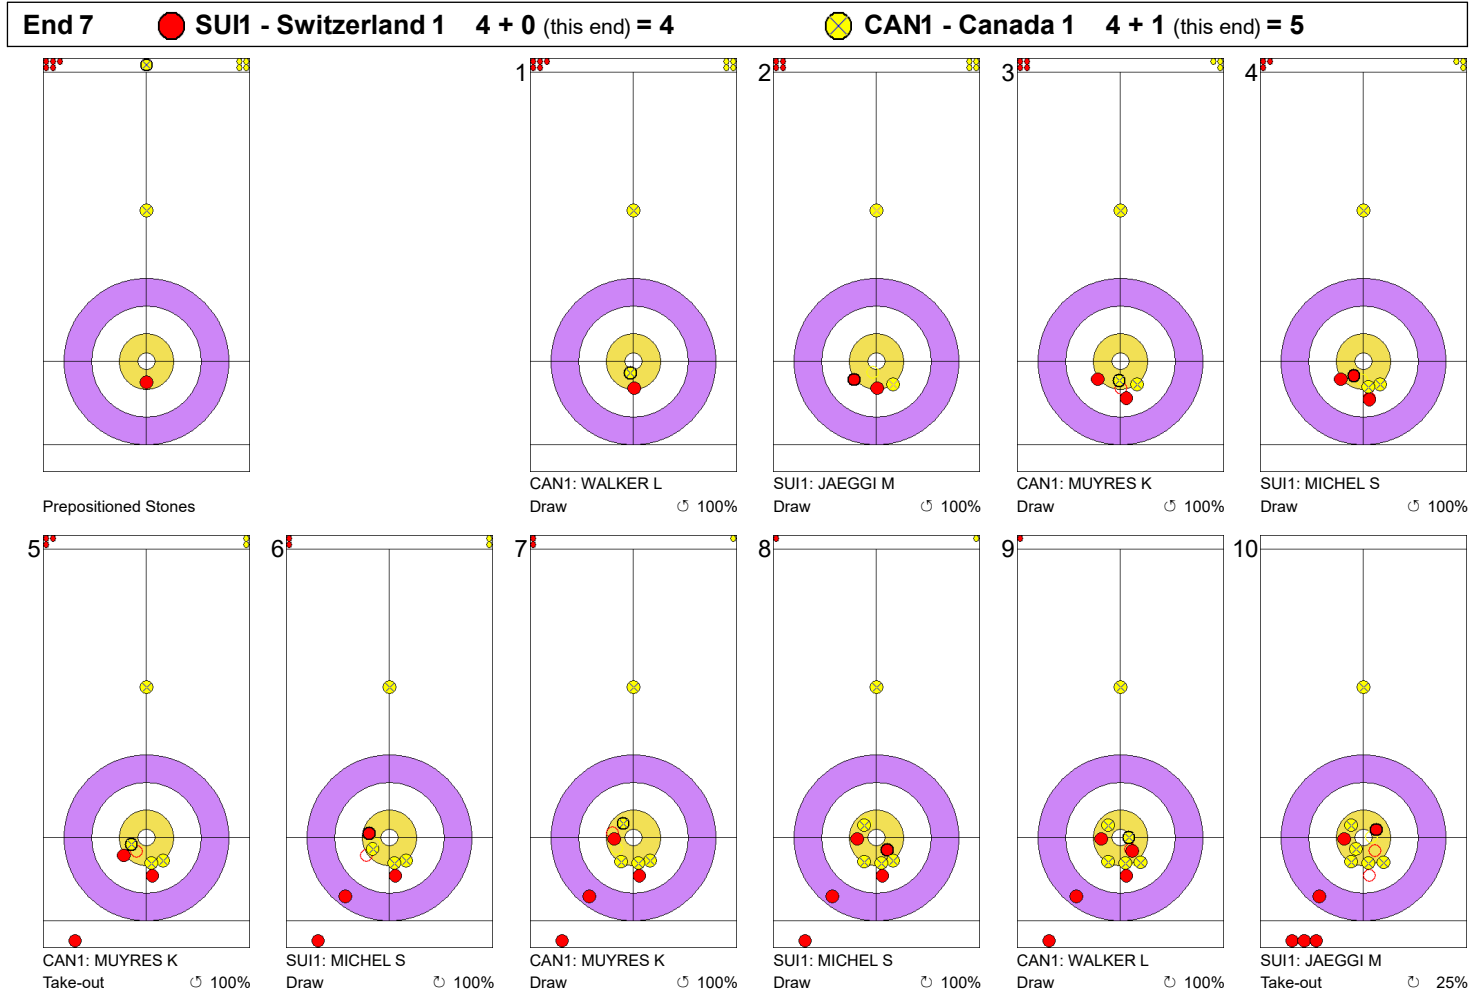 End 7 SUI1 - Switzerland 1 4 + 0 (this end) = 4 CAN1 - Canada 1 4 + 1 (this end) = 5
1 2 3 4
CAN1: WALKER L SUI1: JAEGGI M CAN1: MUYRES K SUI1: MICHEL S
Prepositioned Stones Draw ↺ 100% Draw ↺ 100% Draw ↺ 100% Draw ↺ 100%
5 6 7 8 9 10
CAN1: MUYRES K SUI1: MICHEL S CAN1: MUYRES K SUI1: MICHEL S CAN1: WALKER L SUI1: JAEGGI M
Take-out ↺ 100% Draw ↻ 100% Draw ↺ 100% Draw ↺ 100% Draw ↺ 100% Take-out ↻ 25%